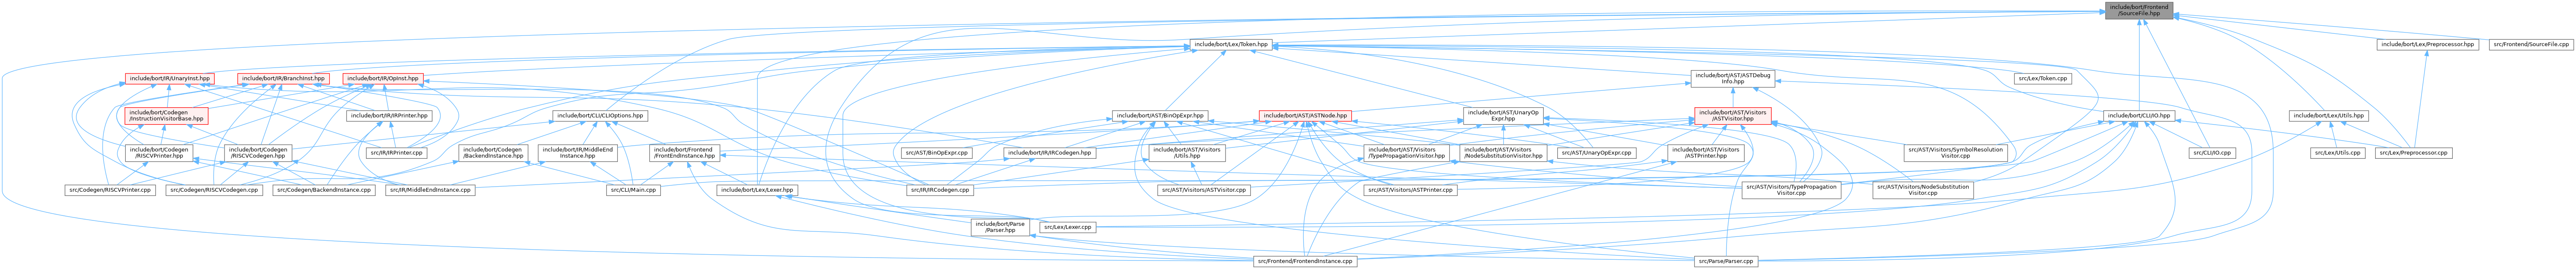 include/bort/Frontend
/SourceFile.hpp
include/bort/Lex/Token.hpp
include/bort/Lex/Preprocessor.hpp
src/Frontend/SourceFile.cpp
include/bort/IR/UnaryInst.hpp
include/bort/IR/BranchInst.hpp
include/bort/IR/OpInst.hpp
include/bort/AST/ASTDebug
Info.hpp
src/Lex/Token.cpp
include/bort/Codegen
/InstructionVisitorBase.hpp
include/bort/IR/IRPrinter.hpp
include/bort/CLI/CLIOptions.hpp
include/bort/AST/BinOpExpr.hpp
include/bort/AST/ASTNode.hpp
include/bort/AST/UnaryOp
Expr.hpp
include/bort/AST/Visitors
/ASTVisitor.hpp
include/bort/CLI/IO.hpp
include/bort/Lex/Utils.hpp
include/bort/Codegen
/RISCVPrinter.hpp
include/bort/Codegen
/RISCVCodegen.hpp
src/IR/IRPrinter.cpp
include/bort/Codegen
/BackendInstance.hpp
include/bort/IR/MiddleEnd
Instance.hpp
include/bort/Frontend
/FrontEndInstance.hpp
src/AST/BinOpExpr.cpp
include/bort/IR/IRCodegen.hpp
include/bort/AST/Visitors
/Utils.hpp
include/bort/AST/Visitors
/TypePropagationVisitor.hpp
include/bort/AST/Visitors
/NodeSubstitutionVisitor.hpp
src/AST/UnaryOpExpr.cpp
include/bort/AST/Visitors
/ASTPrinter.hpp
src/AST/Visitors/SymbolResolution
Visitor.cpp
src/CLI/IO.cpp
src/Lex/Utils.cpp
src/Lex/Preprocessor.cpp
src/Codegen/RISCVPrinter.cpp
src/Codegen/RISCVCodegen.cpp
src/Codegen/BackendInstance.cpp
src/IR/MiddleEndInstance.cpp
src/CLI/Main.cpp
include/bort/Lex/Lexer.hpp
src/IR/IRCodegen.cpp
src/AST/Visitors/ASTVisitor.cpp
src/AST/Visitors/ASTPrinter.cpp
src/AST/Visitors/TypePropagation
Visitor.cpp
src/AST/Visitors/NodeSubstitution
Visitor.cpp
include/bort/Parse
/Parser.hpp
src/Lex/Lexer.cpp
src/Frontend/FrontendInstance.cpp
src/Parse/Parser.cpp